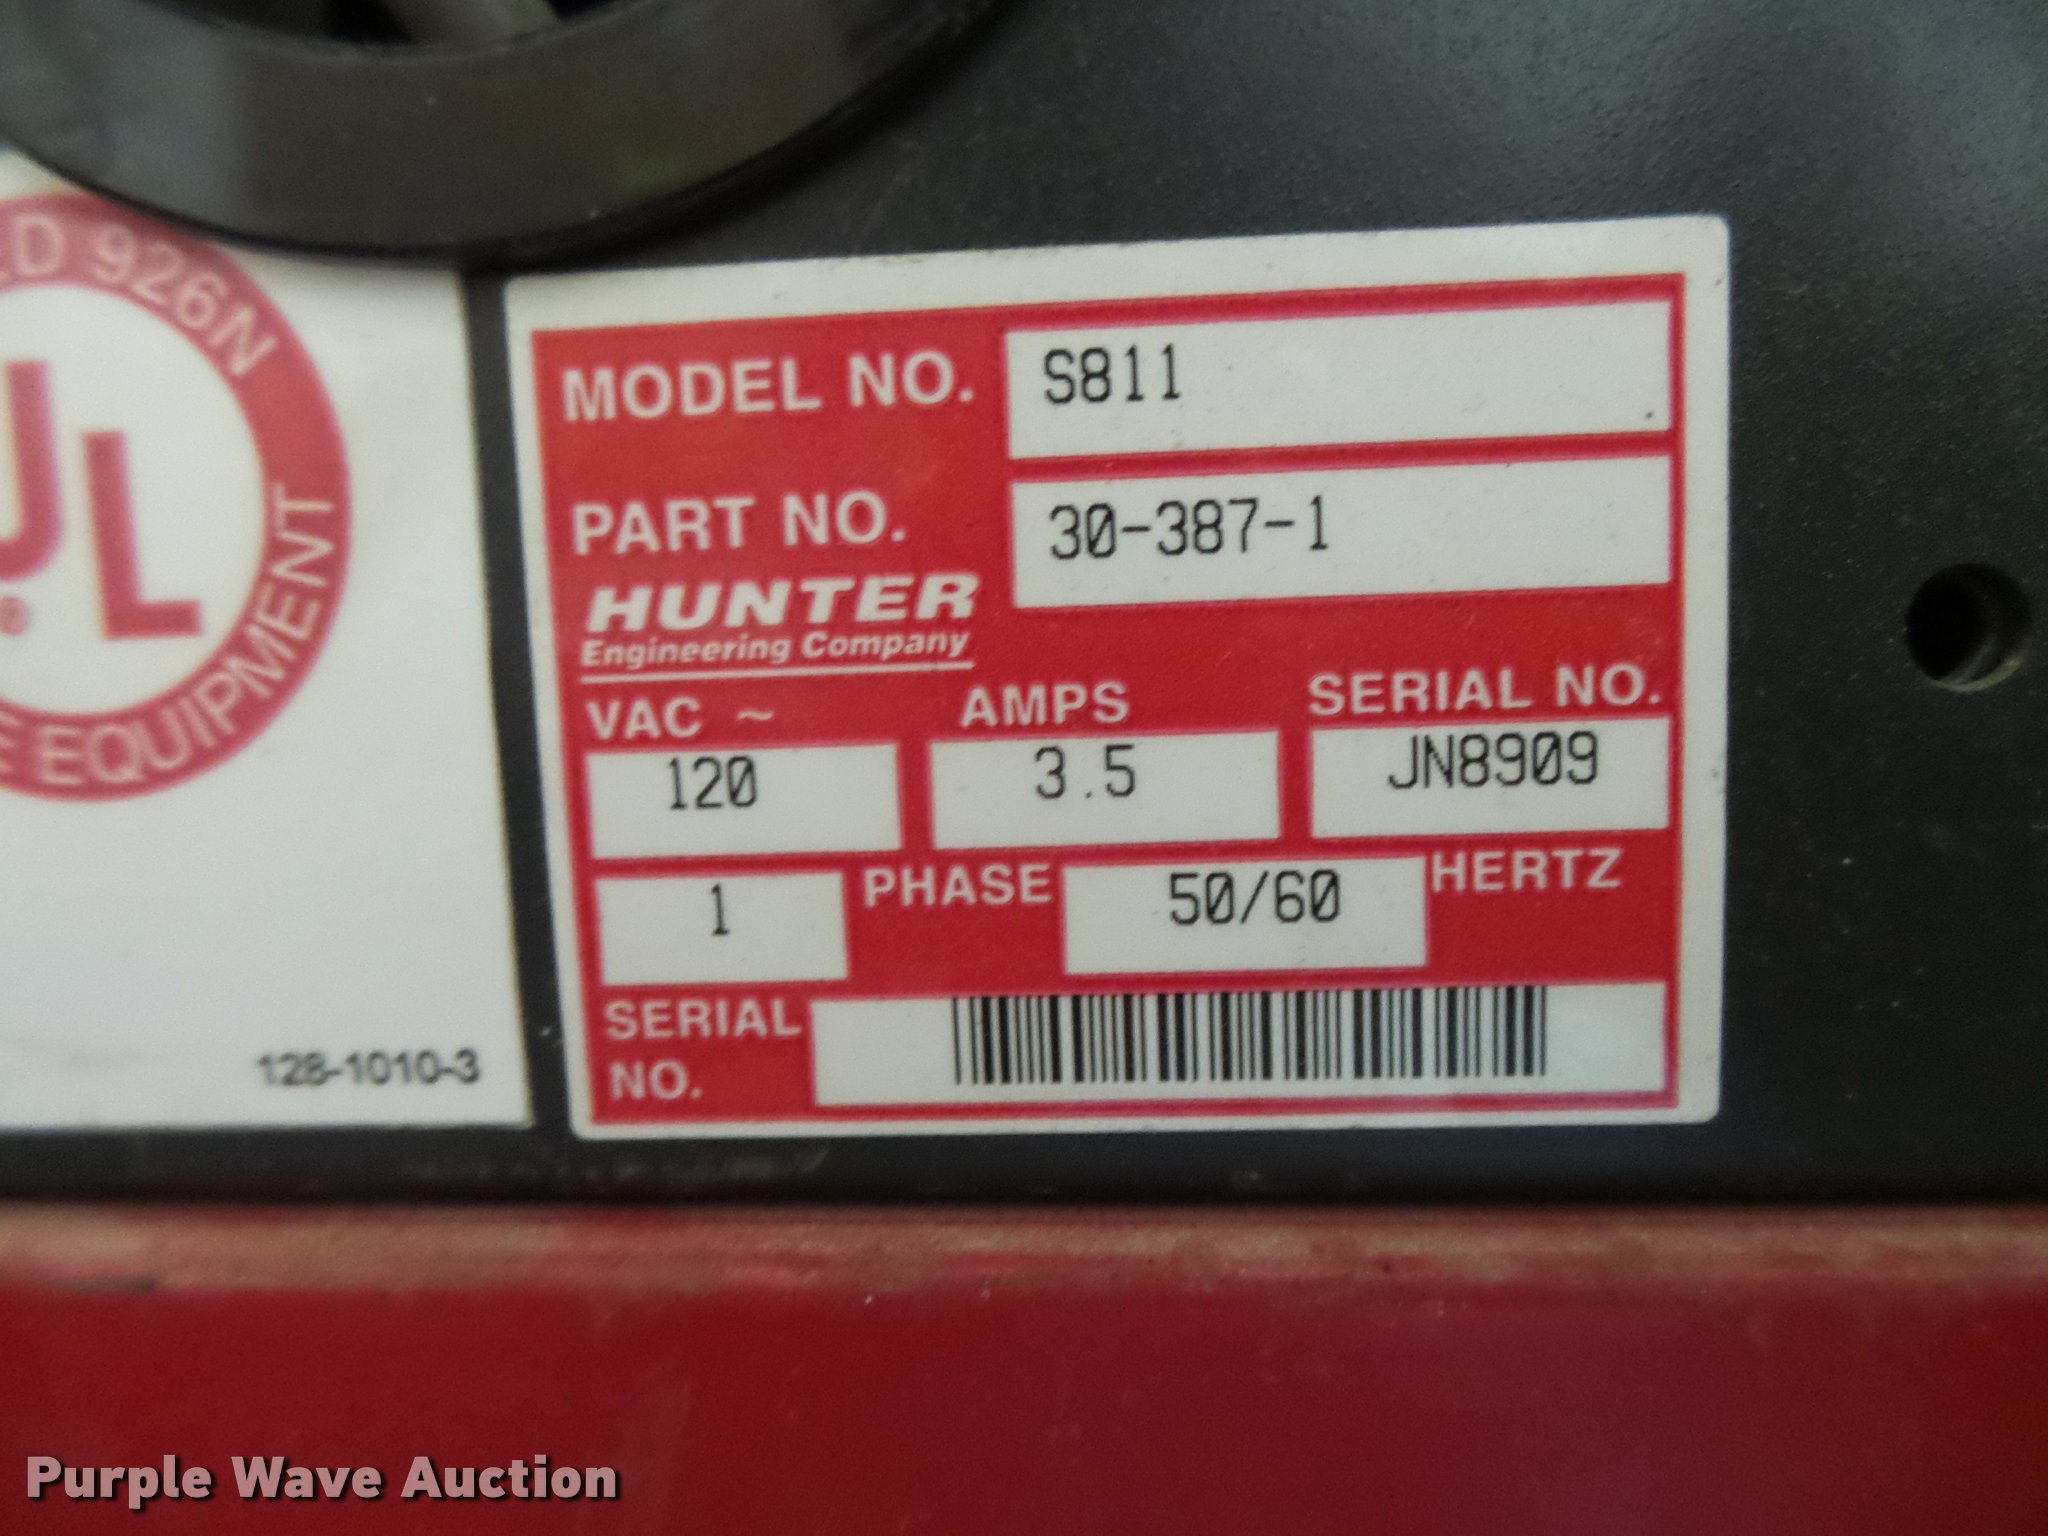 926N
UL
®
E EQUIPMENT
128-1010-3
MODEL NO. S811
PART NO. 30-387-1
HUNTER
Engineering Company
VAC ~ AMPS SERIAL NO.
120 3.5 JN8909
1 PHASE 50/60 HERTZ
SERIAL
NO.
Purple Wave Auction